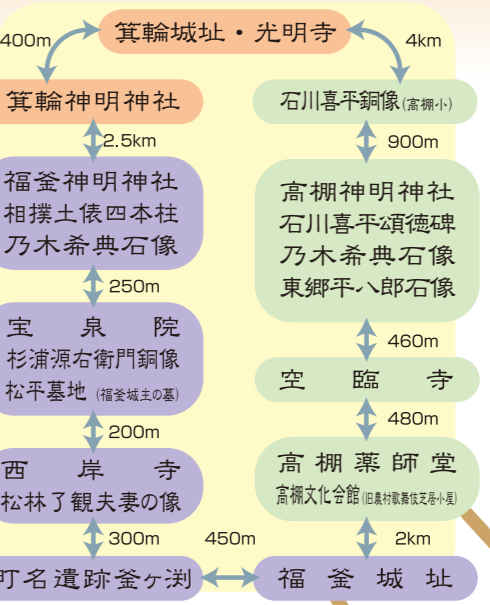 箕輪城址・光明寺
400m
4km
箕輪神明神社
石川喜平銅像(高棚小)
2.5km
900m
福釜神明神社
相撲土俵四本柱
乃木希典石像
高棚神明神社
石川喜平頌徳碑
乃木希典石像
東郷平八郎石像
250m
460m
宝泉院
杉浦源右衛門銅像
松平墓地(福釜城主の墓)
空臨寺
200m
480m
西岸寺
松林了観夫妻の像
高棚薬師堂
高棚文化会館(旧農村歌舞伎芝居小屋)
300m
450m
2km
町名遺跡釜ヶ渕
福釜城址